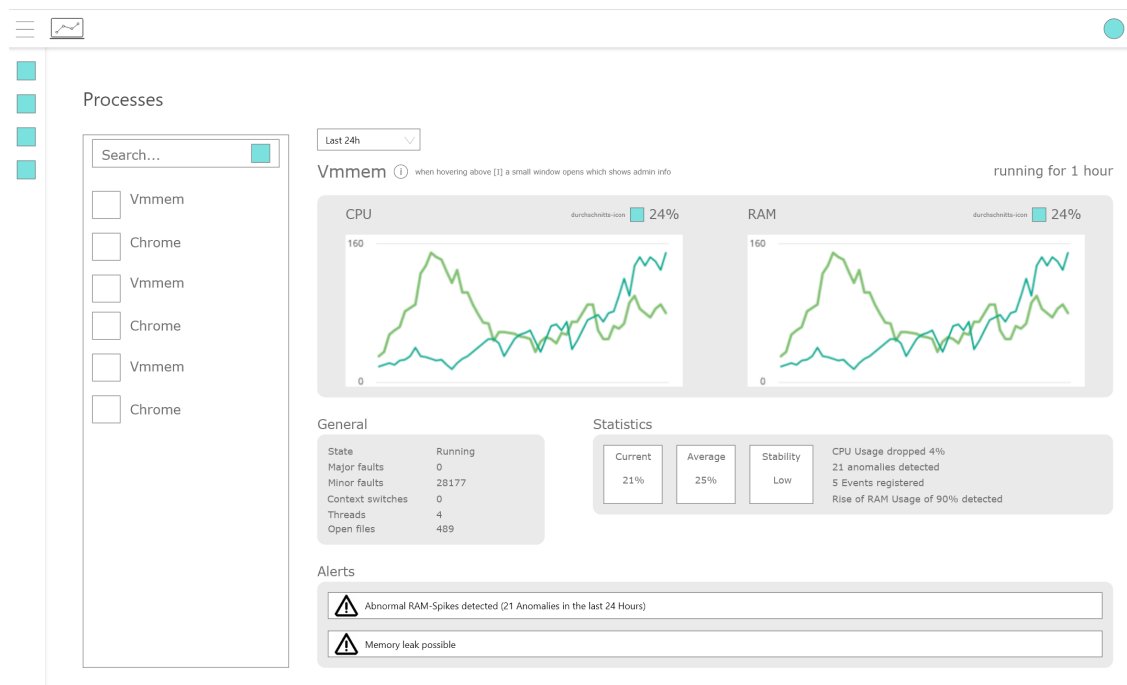 Processes
Search...
Vmmem
Chrome
Vmmem
Chrome
Vmmem
Chrome
Last 24h
Vmmem i when hovering above [I] a small window opens which shows admin info
running for 1 hour
CPU durchschnitts-icon 24%
160
0
RAM durchschnitts-icon 24%
160
0
General
State Running
Major faults 0
Minor faults 28177
Context switches 0
Threads 4
Open files 489
Statistics
Current
21%
Average
25%
Stability
Low
CPU Usage dropped 4%
21 anomalies detected
5 Events registered
Rise of RAM Usage of 90% detected
Alerts
Abnormal RAM-Spikes detected (21 Anomalies in the last 24 Hours)
Memory leak possible